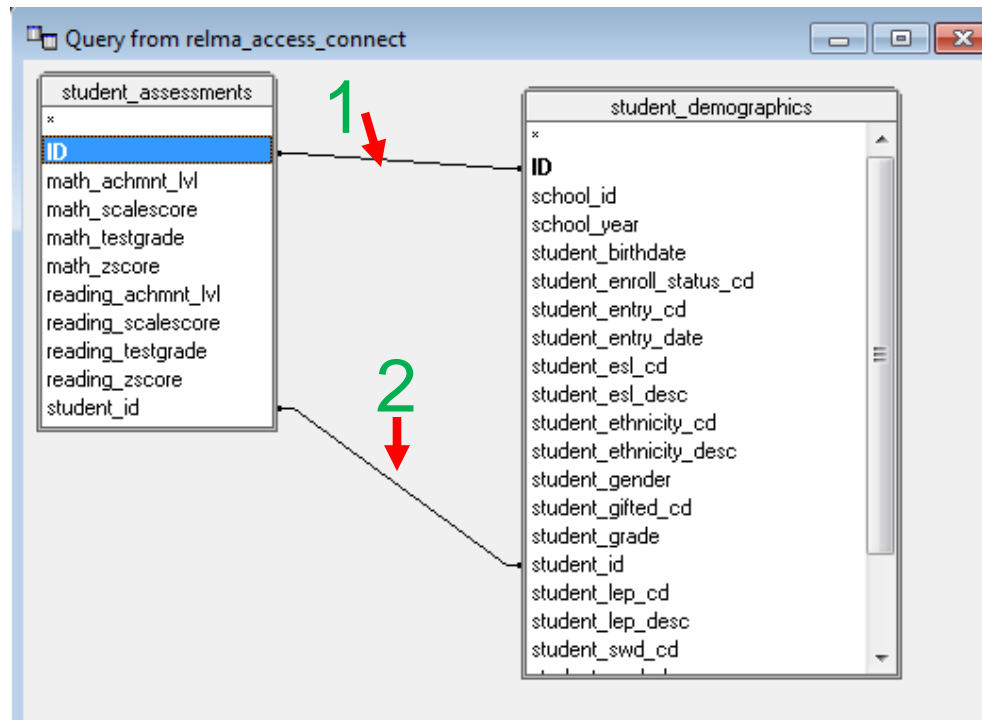 Query from relma_access_connect
student_assessments
*
ID
math_achmnt_lvl
math_scalescore
math_testgrade
math_zscore
reading_achmnt_lvl
reading_scalescore
reading_testgrade
reading_zscore
student_id
1
2
student_demographics
*
ID
school_id
school_year
student_birthdate
student_enroll_status_cd
student_entry_cd
student_entry_date
student_esl_cd
student_esl_desc
student_ethnicity_cd
student_ethnicity_desc
student_gender
student_gifted_cd
student_grade
student_id
student_lep_cd
student_lep_desc
student_swd_cd